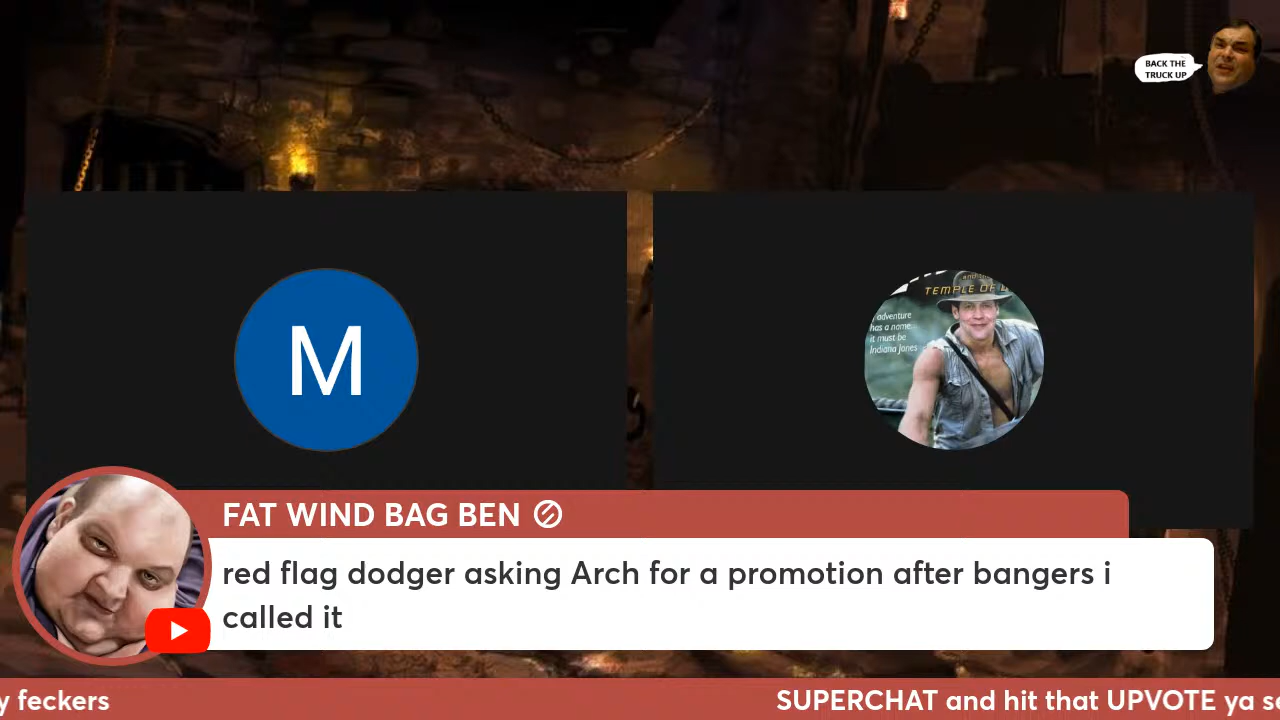 BACK THE
TRUCK UP
M
TEMPLE OF
adventure
has a name
it must be
Indiana Jones
FAT WIND BAG BEN
red flag dodger asking Arch for a promotion after bangers i
called it
y feckers
SUPERCHAT and hit that UPVOTE ya se